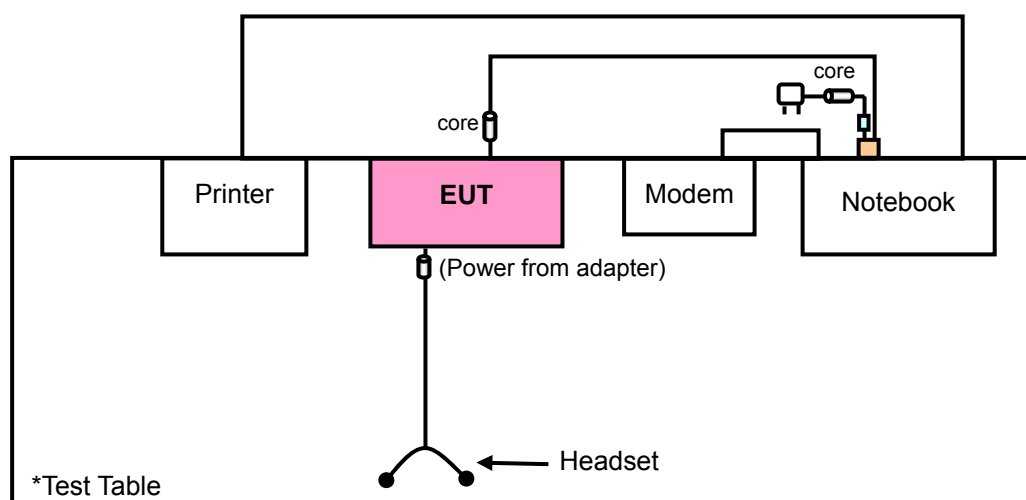 core
core
Printer
EUT
Modem
Notebook
(Power from adapter)
Headset
*Test Table